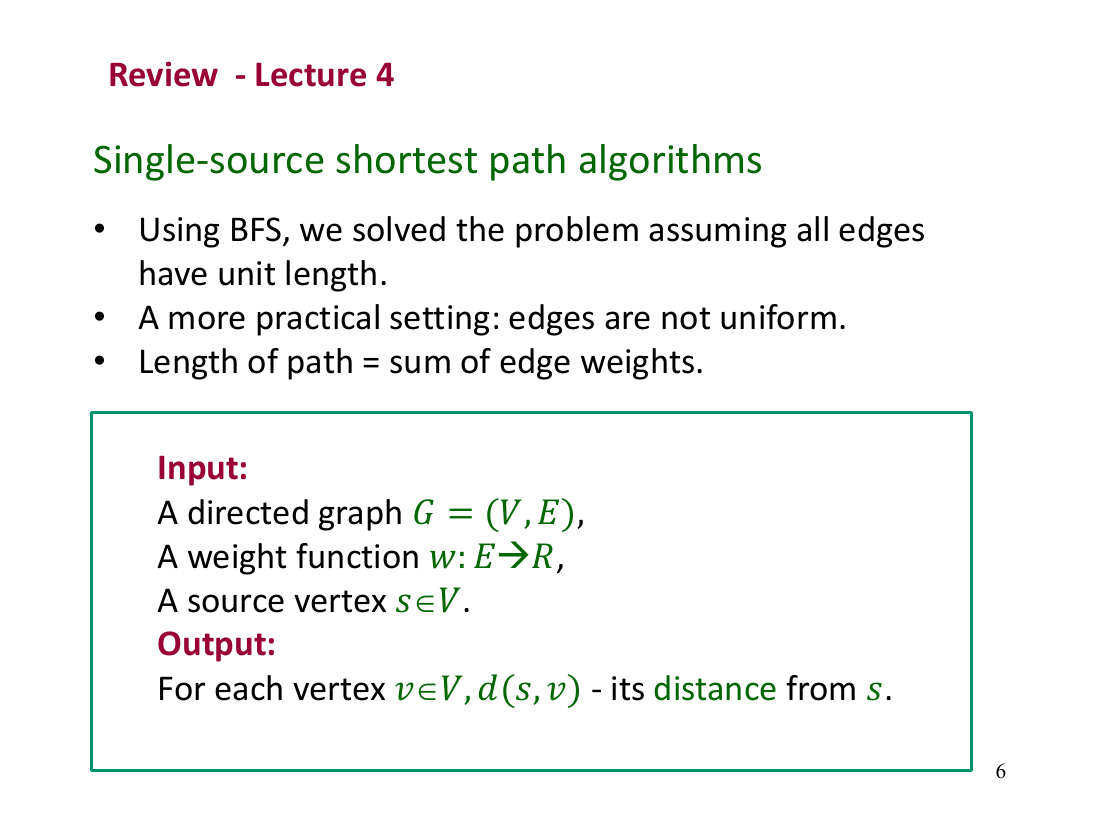 Review - Lecture 4
Single-source shortest path algorithms
• Using BFS, we solved the problem assuming all edges
have unit length.
• A more practical setting: edges are not uniform.
• Length of path = sum of edge weights.
Input:
A directed graph G = (V, E),
A weight function w: E→R,
A source vertex s∈V.
Output:
For each vertex v∈V, d(s, v) - its distance from s.
6